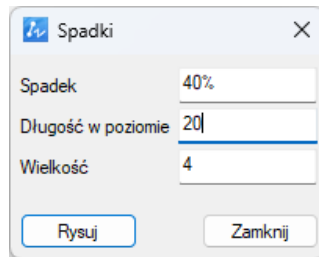 Spadki
Spadek 40%
Długość w poziomie 20
Wielkość 4
Rysuj Zamknij